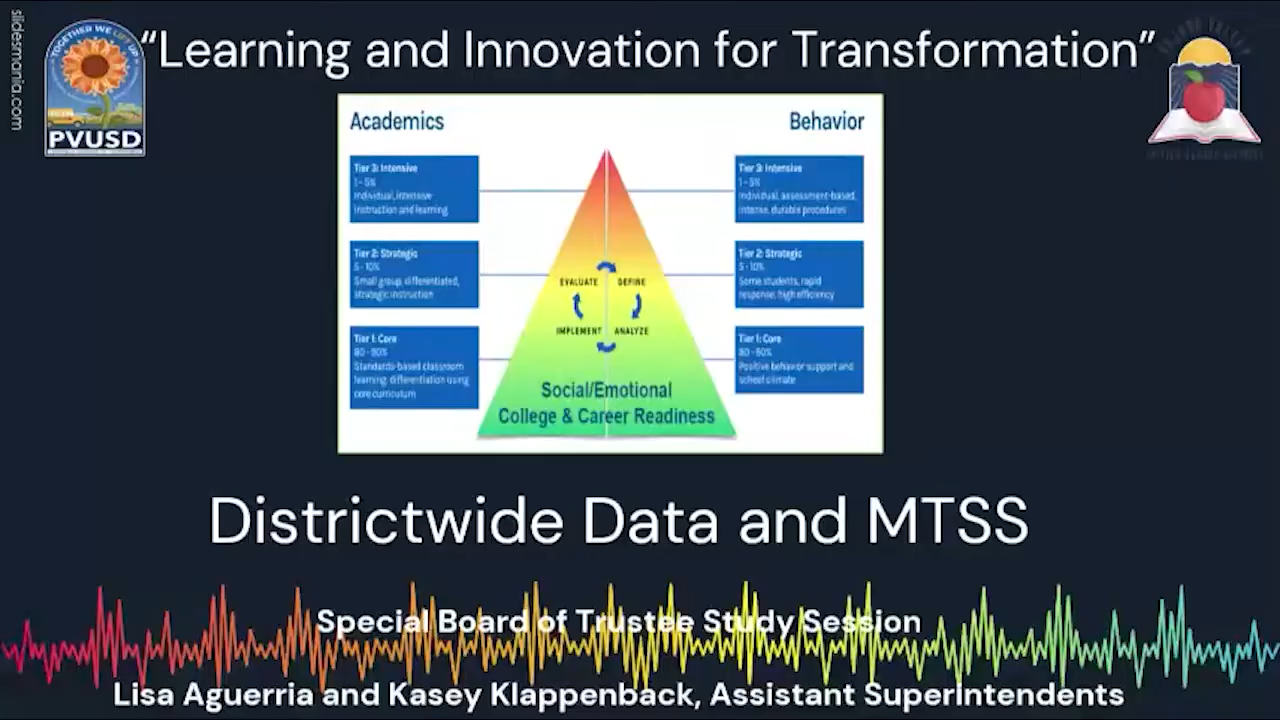 slidesmania.com
TOGETHER WE LIFT UP
PVUSD
“Learning and Innovation for Transformation”
Academics
Behavior
Tier 3: Intensive
1 - 5%
Individual, intensive
instruction and learning
Tier 3: Intensive
1 - 5%
Individual, assessment-based,
intense, durable procedures
Tier 2: Strategic
5 - 10%
Small group, differentiated,
strategic instruction
Tier 2: Strategic
5 - 10%
Some students, rapid
response, high efficiency
EVALUATE
DEFINE
IMPLEMENT
ANALYZE
Tier 1: Core
80 - 90%
Standards-based classroom
learning; differentiation using
core curriculum
Tier 1: Core
80 - 90%
Positive behavior support and
school climate
Social/Emotional
College & Career Readiness
Districtwide Data and MTSS
Special Board of Trustee Study Session
Lisa Aguerria and Kasey Klappenback, Assistant SuperIntendents